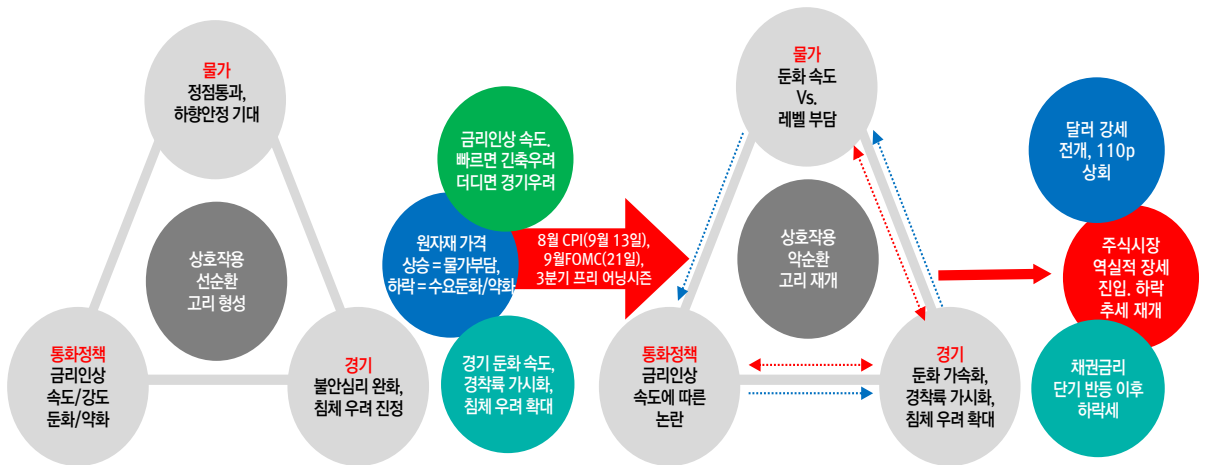 물가
정점통과,
하향안정 기대
상호작용
선순환
고리 형성
통화정책
금리인상
속도/강도
둔화/약화
경기
불안심리 완화,
침체 우려 진정
금리인상 속도.
빠르면 긴축우려
더디면 경기우려
원자재 가격
상승 = 물가부담,
하락 = 수요둔화/약화
경기 둔화 속도,
경착륙 가시화,
침체 우려 확대
8월 CPI(9월 13일),
9월FOMC(21일),
3분기 프리 어닝시즌
물가
둔화 속도
Vs.
레벨 부담
상호작용
악순환
고리 재개
통화정책
금리인상
속도에 따른
논란
경기
둔화 가속화,
경착륙 가시화,
침체 우려 확대
달러 강세
전개, 110p
상회
주식시장
역실적 장세
진입. 하락
추세 재개
채권금리
단기 반등 이후
하락세